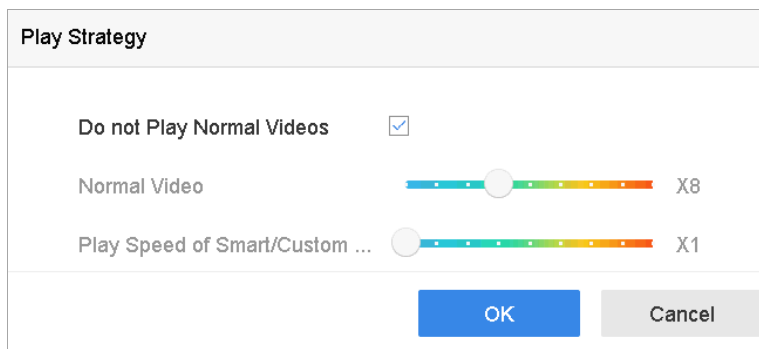 Play Strategy
Do not Play Normal Videos
Normal Video X8
Play Speed of Smart/Custom ... X1
OK Cancel